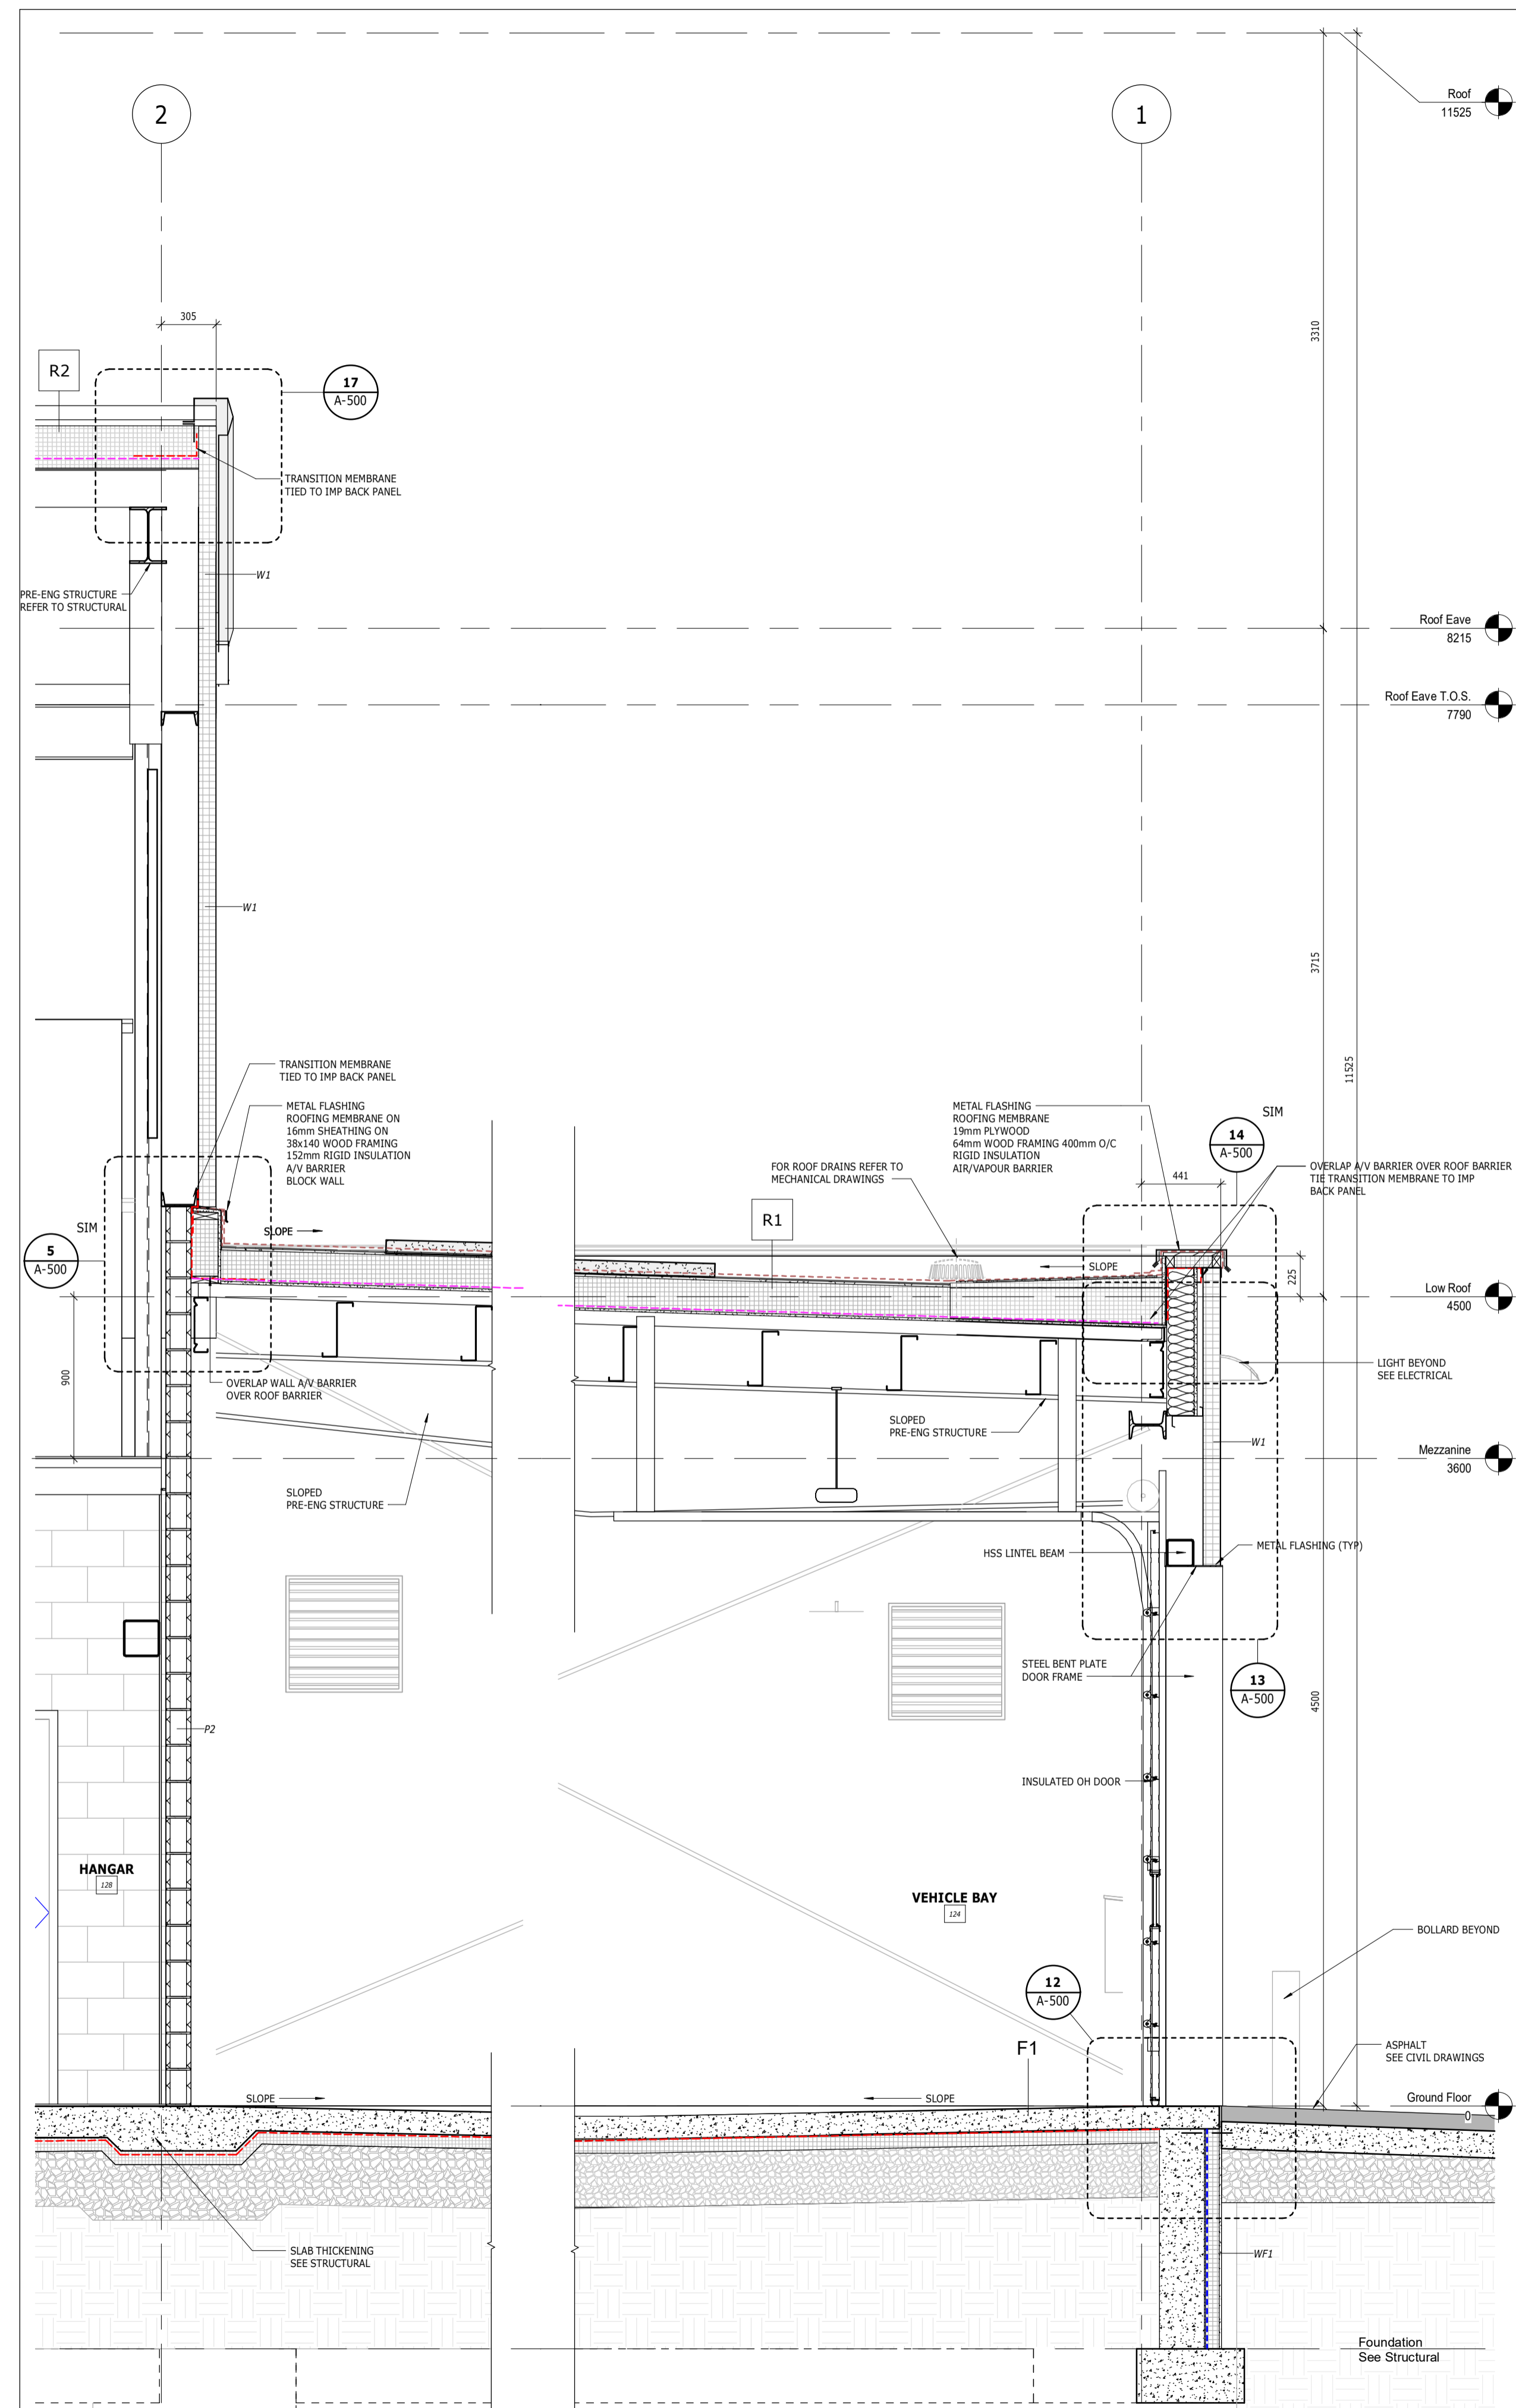 2
1
Roof
11525
305
3310
R2
17
A-500
TRANSITION MEMBRANE
TIED TO IMP BACK PANEL
W1
PRE-ENG STRUCTURE
REFER TO STRUCTURAL
Roof Eave
8215
Roof Eave T.O.S.
7790
W1
3715
11525
TRANSITION MEMBRANE
TIED TO IMP BACK PANEL
METAL FLASHING
ROOFING MEMBRANE ON
16mm SHEATHING ON
38x140 WOOD FRAMING
152mm RIGID INSULATION
A/V BARRIER
BLOCK WALL
METAL FLASHING
ROOFING MEMBRANE
19mm PLYWOOD
64mm WOOD FRAMING 400mm O/C
RIGID INSULATION
AIR/VAPOUR BARRIER
SIM
14
A-500
FOR ROOF DRAINS REFER TO
MECHANICAL DRAWINGS
441
OVERLAP A/V BARRIER OVER ROOF BARRIER
TIE TRANSITION MEMBRANE TO IMP
BACK PANEL
SIM
5
A-500
SLOPE
R1
SLOPE
225
Low Roof
4500
900
OVERLAP WALL A/V BARRIER
OVER ROOF BARRIER
LIGHT BEYOND
SEE ELECTRICAL
SLOPED
PRE-ENG STRUCTURE
W1
Mezzanine
3600
SLOPED
PRE-ENG STRUCTURE
HSS LINTEL BEAM
METAL FLASHING (TYP)
STEEL BENT PLATE
DOOR FRAME
13
A-500
4500
P2
INSULATED OH DOOR
HANGAR
128
VEHICLE BAY
124
BOLLARD BEYOND
12
A-500
F1
ASPHALT
SEE CIVIL DRAWINGS
SLOPE
SLOPE
Ground Floor
0
SLAB THICKENING
SEE STRUCTURAL
WF1
Foundation
See Structural